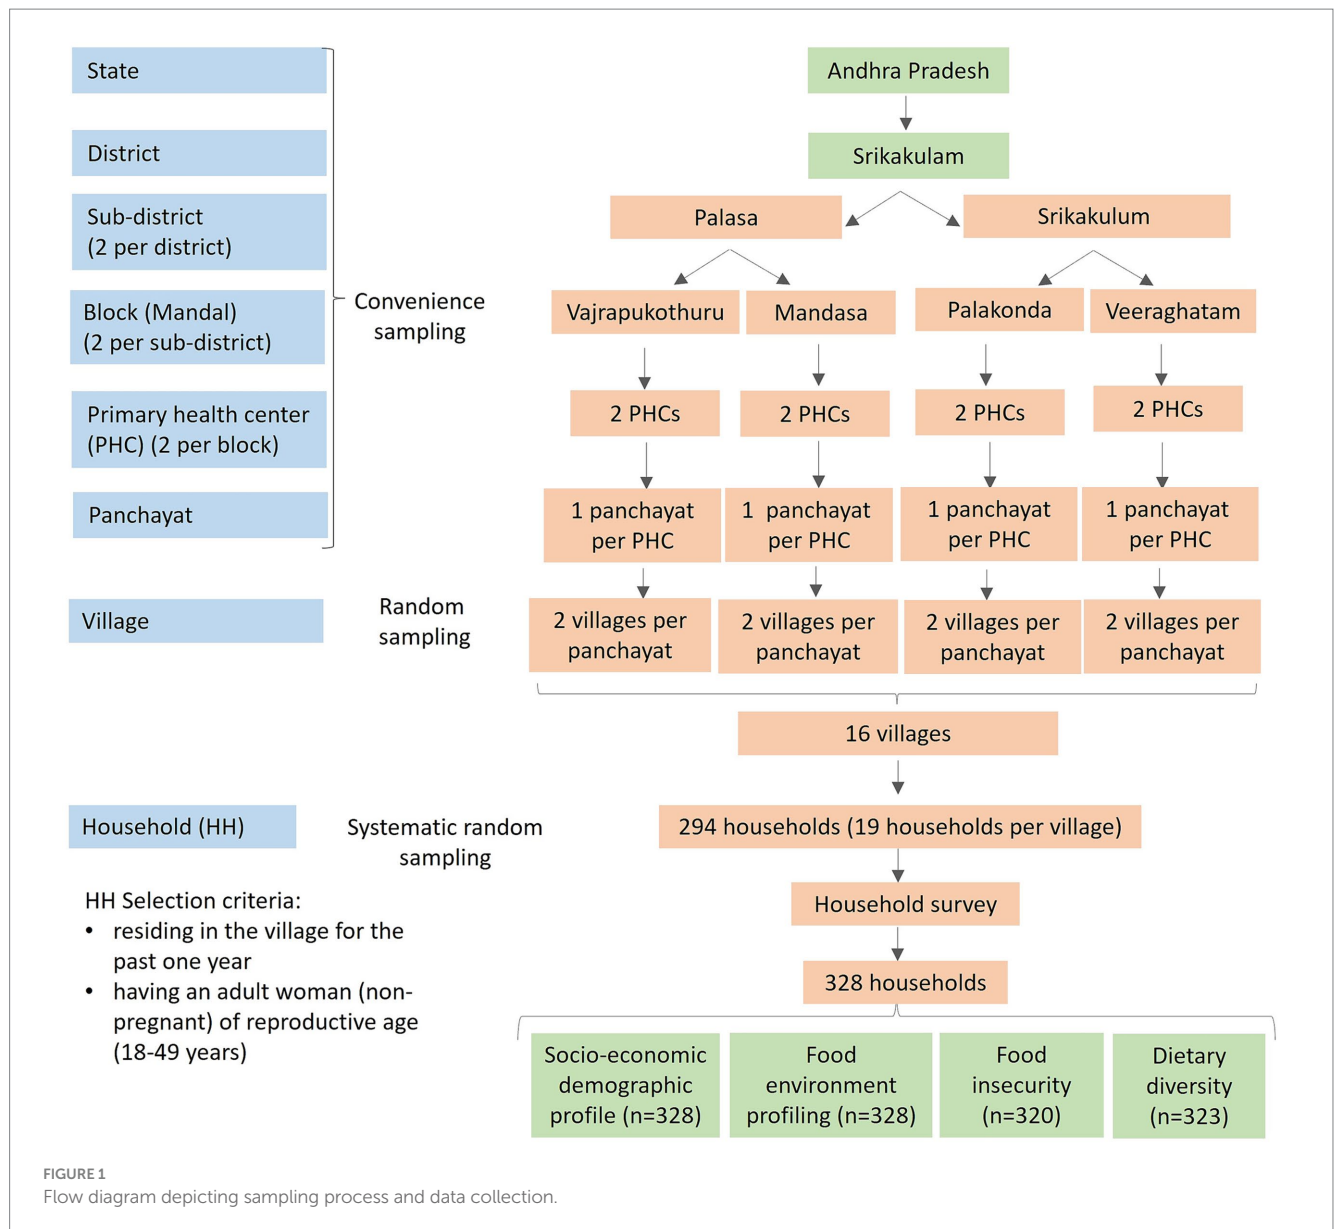 State
Andhra Pradesh
District
Srikakulam
Sub-district
(2 per district)
Palasa
Srikakulum
Block (Mandal)
(2 per sub-district)
Convenience
sampling
Vajrapukothuru
Mandasa
Palakonda
Veeraghatam
Primary health center
(PHC) (2 per block)
2 PHCs
2 PHCs
2 PHCs
2 PHCs
Panchayat
1 panchayat
per PHC
1 panchayat
per PHC
1 panchayat
per PHC
1 panchayat
per PHC
Village
Random
sampling
2 villages per
panchayat
2 villages per
panchayat
2 villages per
panchayat
2 villages per
panchayat
16 villages
Household (HH)
Systematic random
sampling
294 households (19 households per village)
HH Selection criteria:
• residing in the village for the
past one year
• having an adult woman (non-
pregnant) of reproductive age
(18-49 years)
Household survey
328 households
Socio-economic
demographic
profile (n=328)
Food
environment
profiling (n=328)
Food
insecurity
(n=320)
Dietary
diversity
(n=323)
FIGURE 1
Flow diagram depicting sampling process and data collection.